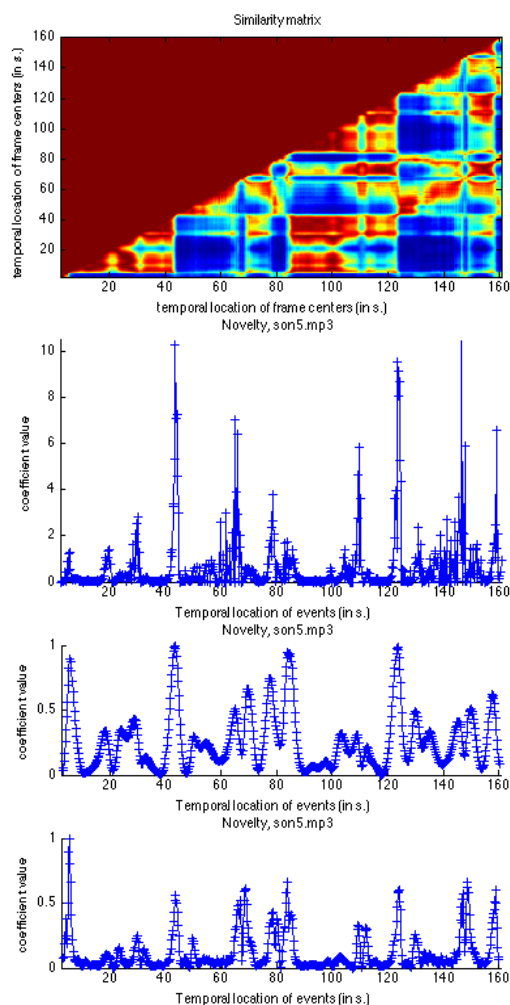 Similarity matrix
temporal location of frame centers (in s.)
160
140
120
100
80
60
40
20
20 40 60 80 100 120 140 160
temporal location of frame centers (in s.)
Novelty, son5.mp3
coefficient value
10
8
6
4
2
0
20 40 60 80 100 120 140 160
Temporal location of events (in s.)
Novelty, son5.mp3
coefficient value
1
0.5
0
20 40 60 80 100 120 140 160
Temporal location of events (in s.)
Novelty, son5.mp3
coefficient value
1
0.5
0
20 40 60 80 100 120 140 160
Temporal location of events (in s.)